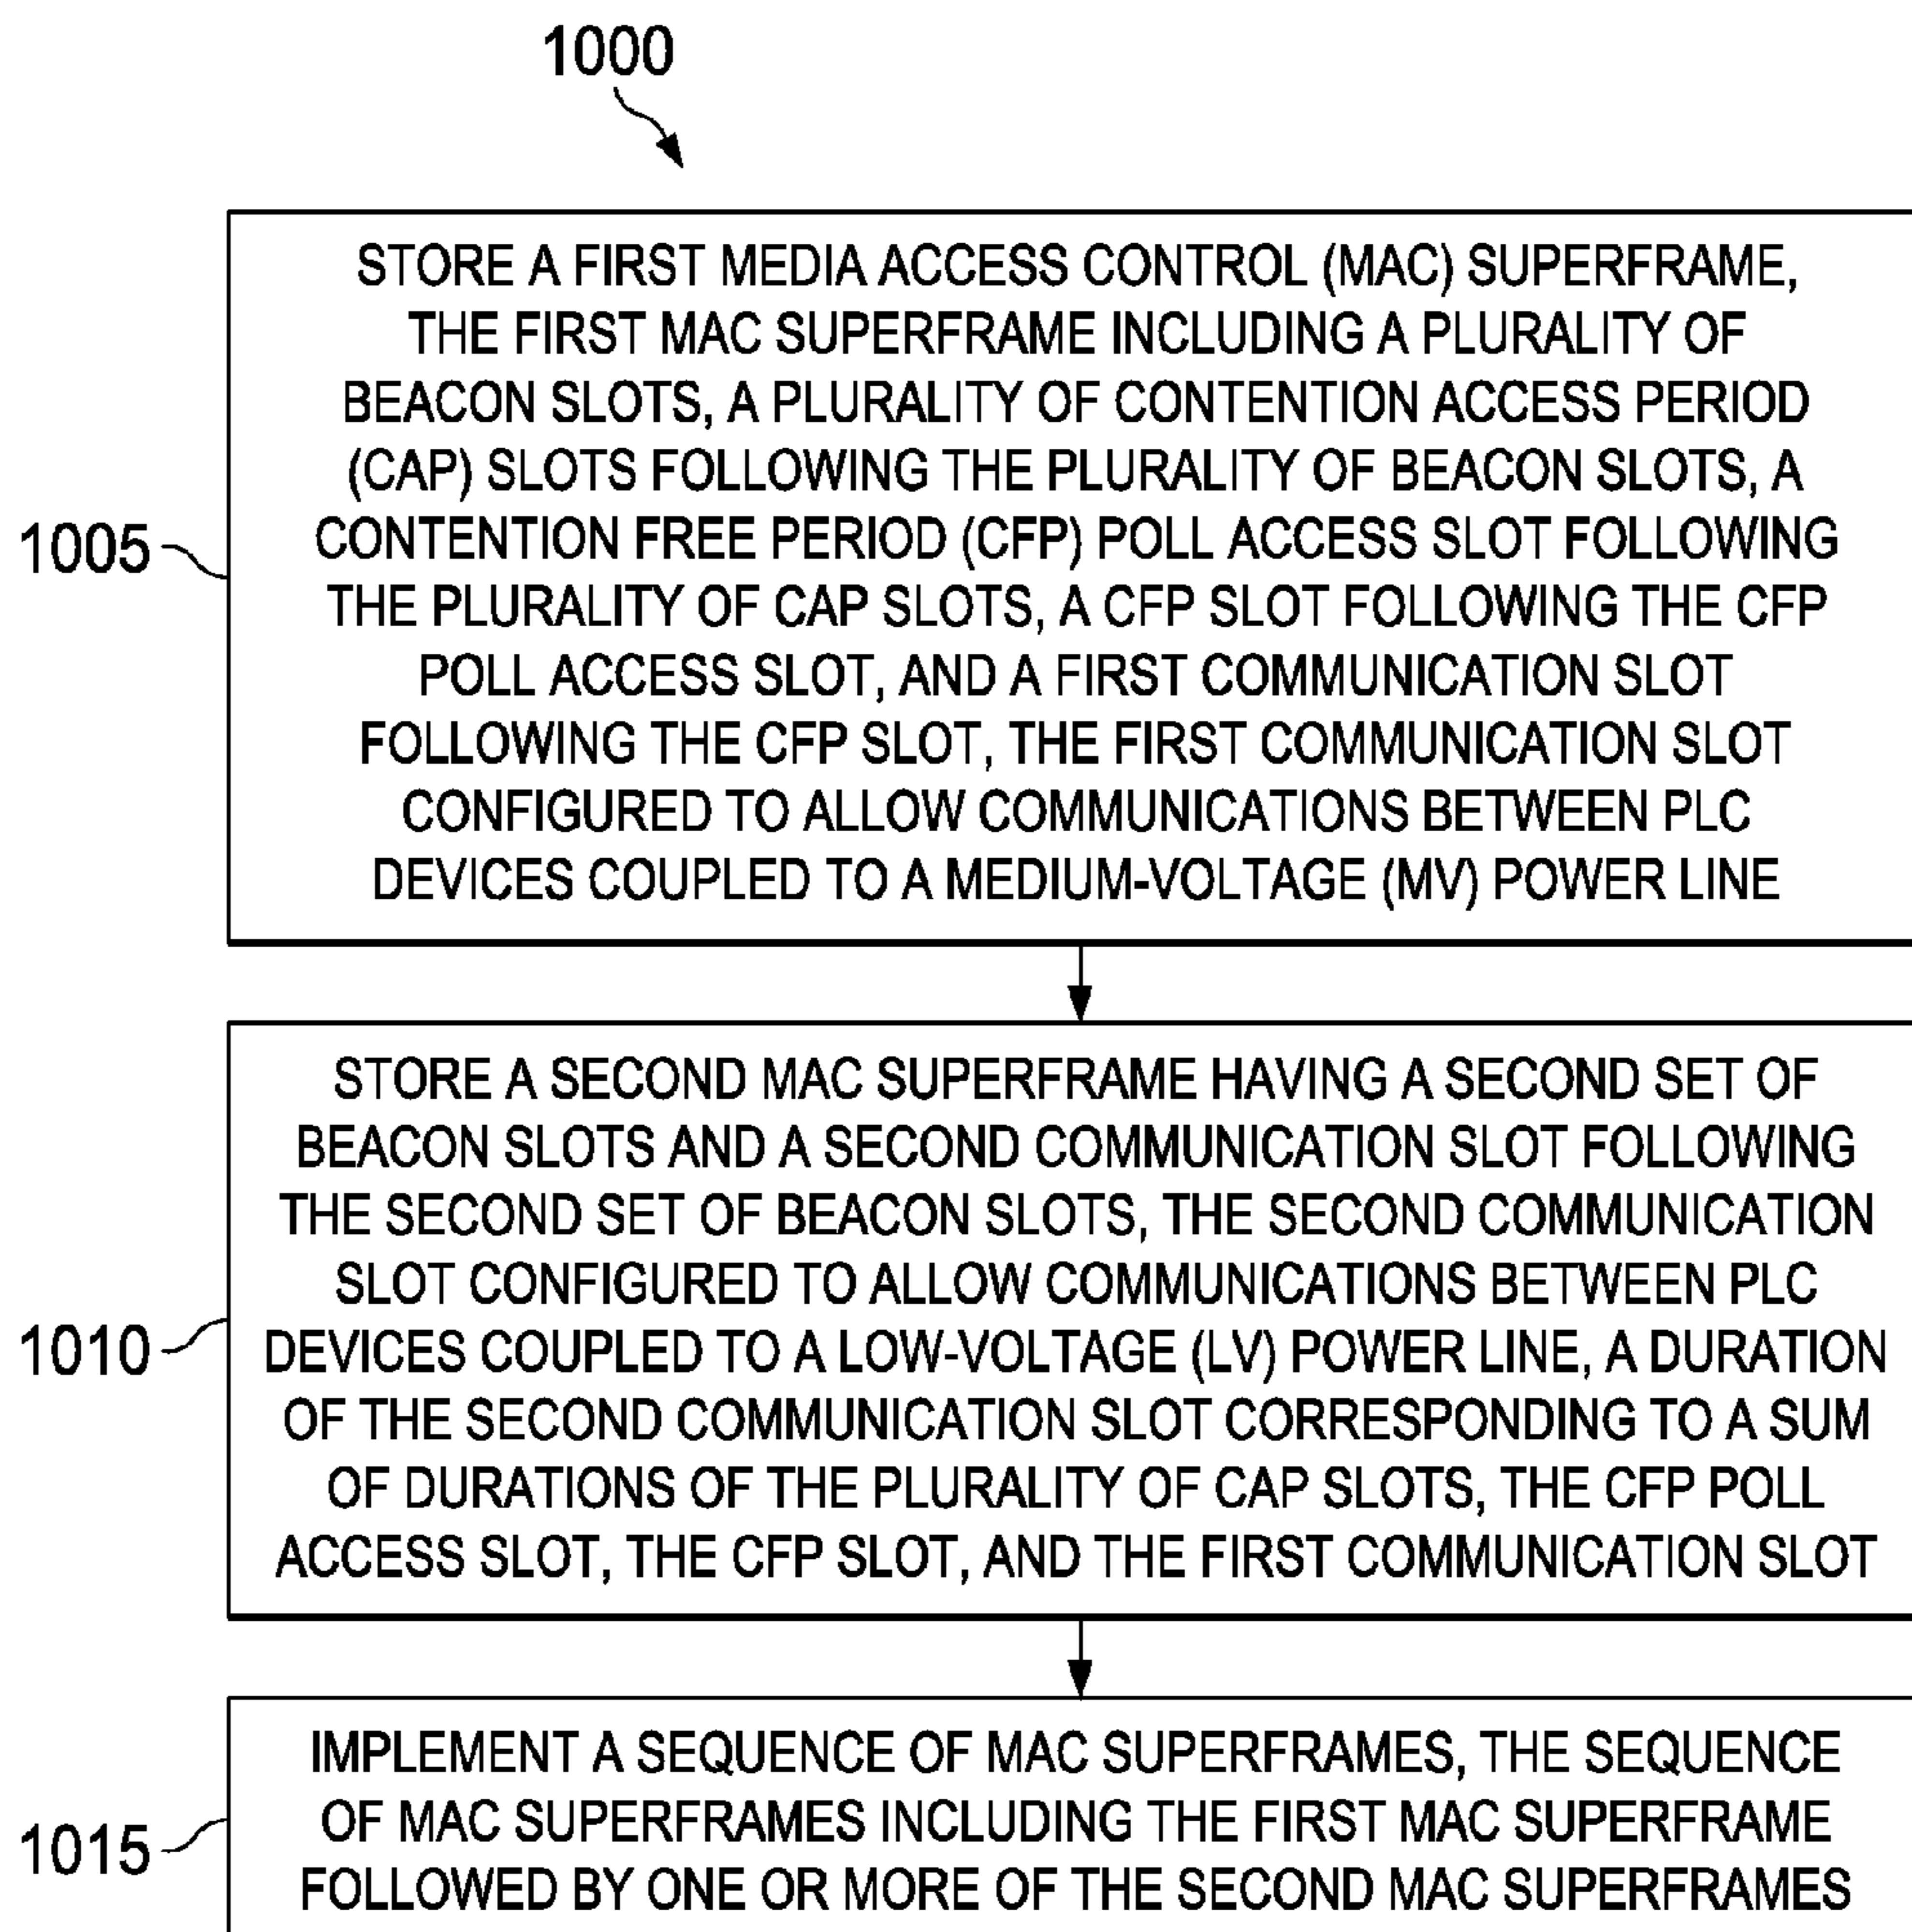 1000
STORE A FIRST MEDIA ACCESS CONTROL (MAC) SUPERFRAME,
THE FIRST MAC SUPERFRAME INCLUDING A PLURALITY OF
BEACON SLOTS, A PLURALITY OF CONTENTION ACCESS PERIOD
(CAP) SLOTS FOLLOWING THE PLURALITY OF BEACON SLOTS, A
CONTENTION FREE PERIOD (CFP) POLL ACCESS SLOT FOLLOWING
THE PLURALITY OF CAP SLOTS, A CFP SLOT FOLLOWING THE CFP
POLL ACCESS SLOT, AND A FIRST COMMUNICATION SLOT
FOLLOWING THE CFP SLOT, THE FIRST COMMUNICATION SLOT
CONFIGURED TO ALLOW COMMUNICATIONS BETWEEN PLC
DEVICES COUPLED TO A MEDIUM-VOLTAGE (MV) POWER LINE
1005
STORE A SECOND MAC SUPERFRAME HAVING A SECOND SET OF
BEACON SLOTS AND A SECOND COMMUNICATION SLOT FOLLOWING
THE SECOND SET OF BEACON SLOTS, THE SECOND COMMUNICATION
SLOT CONFIGURED TO ALLOW COMMUNICATIONS BETWEEN PLC
DEVICES COUPLED TO A LOW-VOLTAGE (LV) POWER LINE, A DURATION
OF THE SECOND COMMUNICATION SLOT CORRESPONDING TO A SUM
OF DURATIONS OF THE PLURALITY OF CAP SLOTS, THE CFP POLL
ACCESS SLOT, THE CFP SLOT, AND THE FIRST COMMUNICATION SLOT
1010
IMPLEMENT A SEQUENCE OF MAC SUPERFRAMES, THE SEQUENCE
OF MAC SUPERFRAMES INCLUDING THE FIRST MAC SUPERFRAME
FOLLOWED BY ONE OR MORE OF THE SECOND MAC SUPERFRAMES
1015